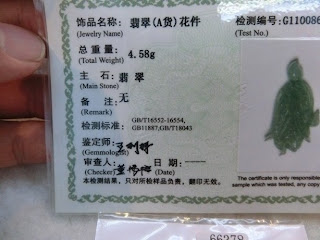 饰品名称: 翡翠(A货)花件
(Jewelry Name)
检测编号: G110086
(Test No.)
总 重 量: 4.58g
(Total Weight)
主 石: 翡 翠
(Main Stone)
备 注: 无
(Remark)
检测标准: GB/T16552-16554,
GB11887;GB/T18043
鉴定师:
(Gemmologist)
审查人: 日 期: ----
(Checker) (Date)
本检测结果,只对所检样品负责,翻印无效。
The certificate is only responsible
sample which was tested, any copy
66279